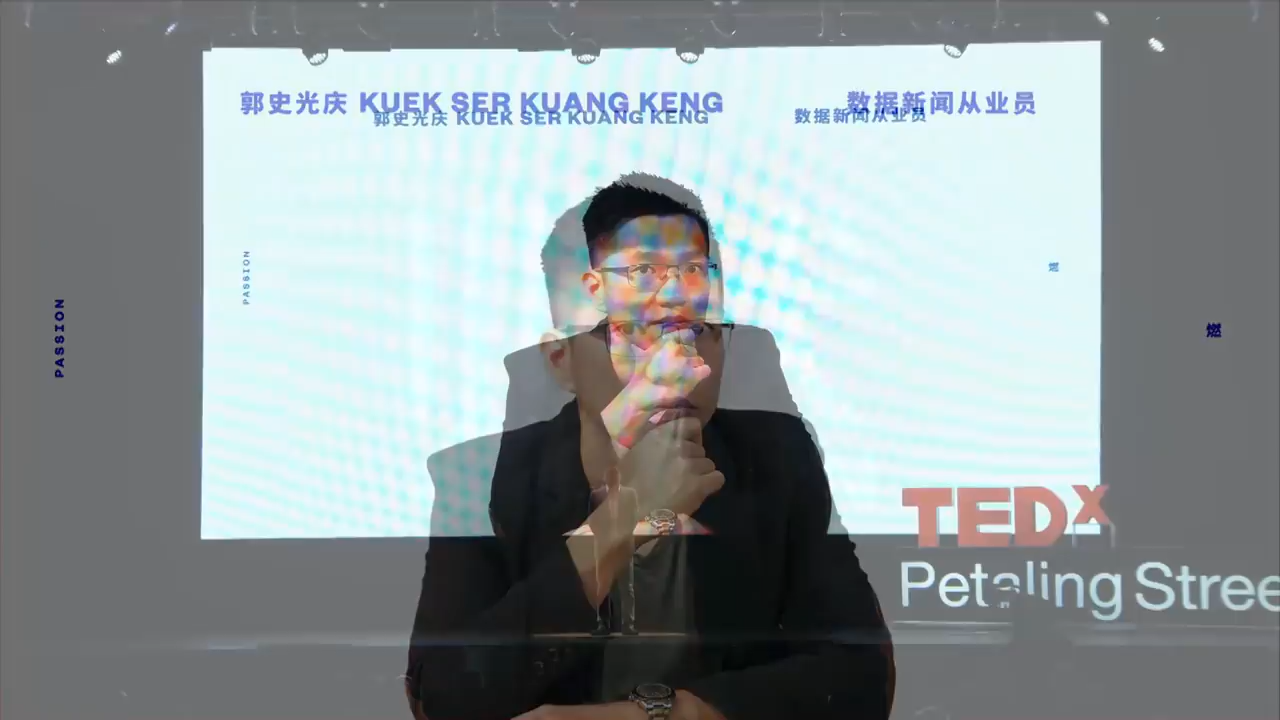 郭史光庆 KUEK SER KUANG KENG
数据新闻从业员
郭史光庆 KUEK SER KUANG KENG
数据新闻从业员
PASSION
燃
PASSION
燃
TEDx
Petaling Stree